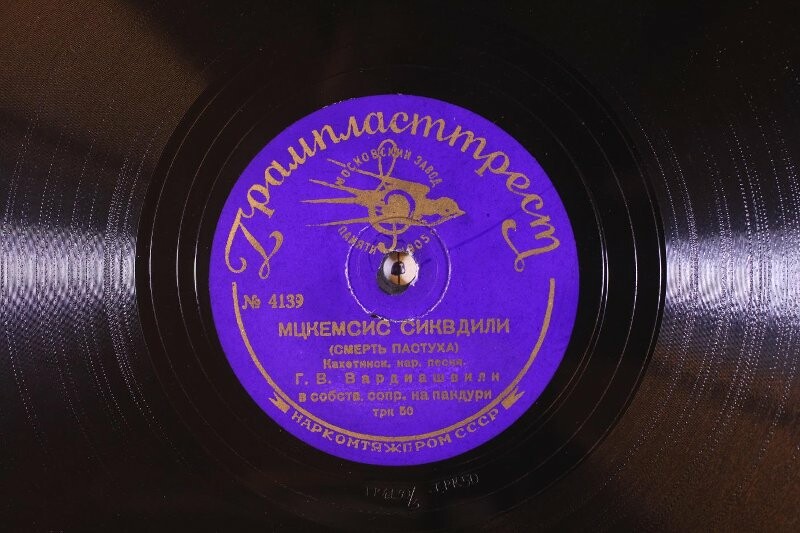 Грампласттрест
МОСКОВСКИЙ ЗАВОД
ПАМЯТИ 1905
№ 4139
МЦКЕМСИС СИКВДИЛИ
(СМЕРТЬ ПАСТУХА)
Кахетинск. нар. песня.
Г. В. Вардиашвили
в собств. сопр. на пандури
трк 50
НАРКОМТЯЖПРОМ СССР